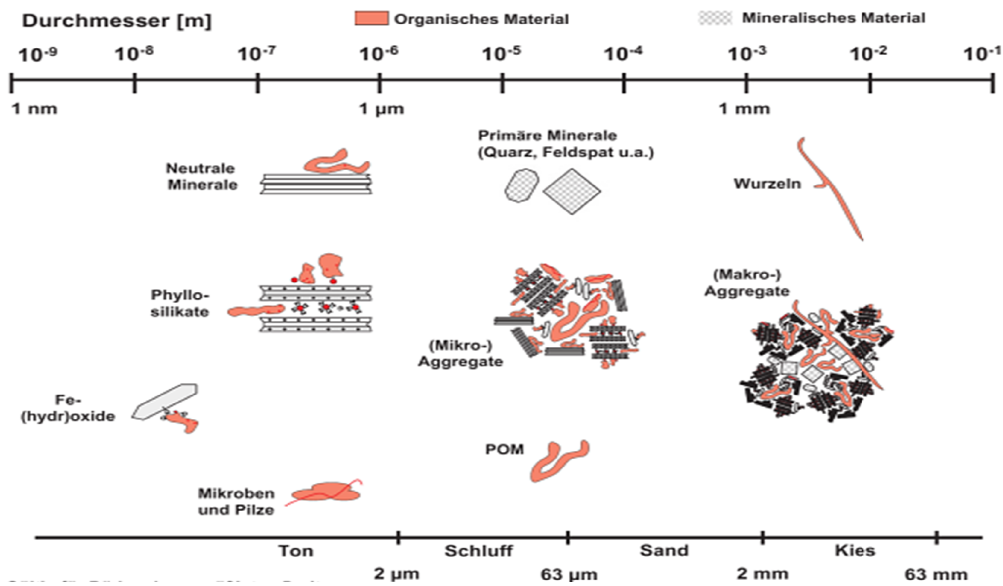 Durchmesser [m]
Organisches Material
Mineralisches Material
10-9 10-8 10-7 10-6 10-5 10-4 10-3 10-2 10-1
1 nm 1 µm 1 mm
Neutrale
Minerale
Primäre Minerale
(Quarz, Feldspat u.a.)
Wurzeln
Phyllo-
silikate
(Mikro-)
Aggregate
(Makro-)
Aggregate
Fe-
(hydr)oxide
POM
Mikroben
und Pilze
Ton Schluff Sand Kies
2 µm 63 µm 2 mm 63 mm